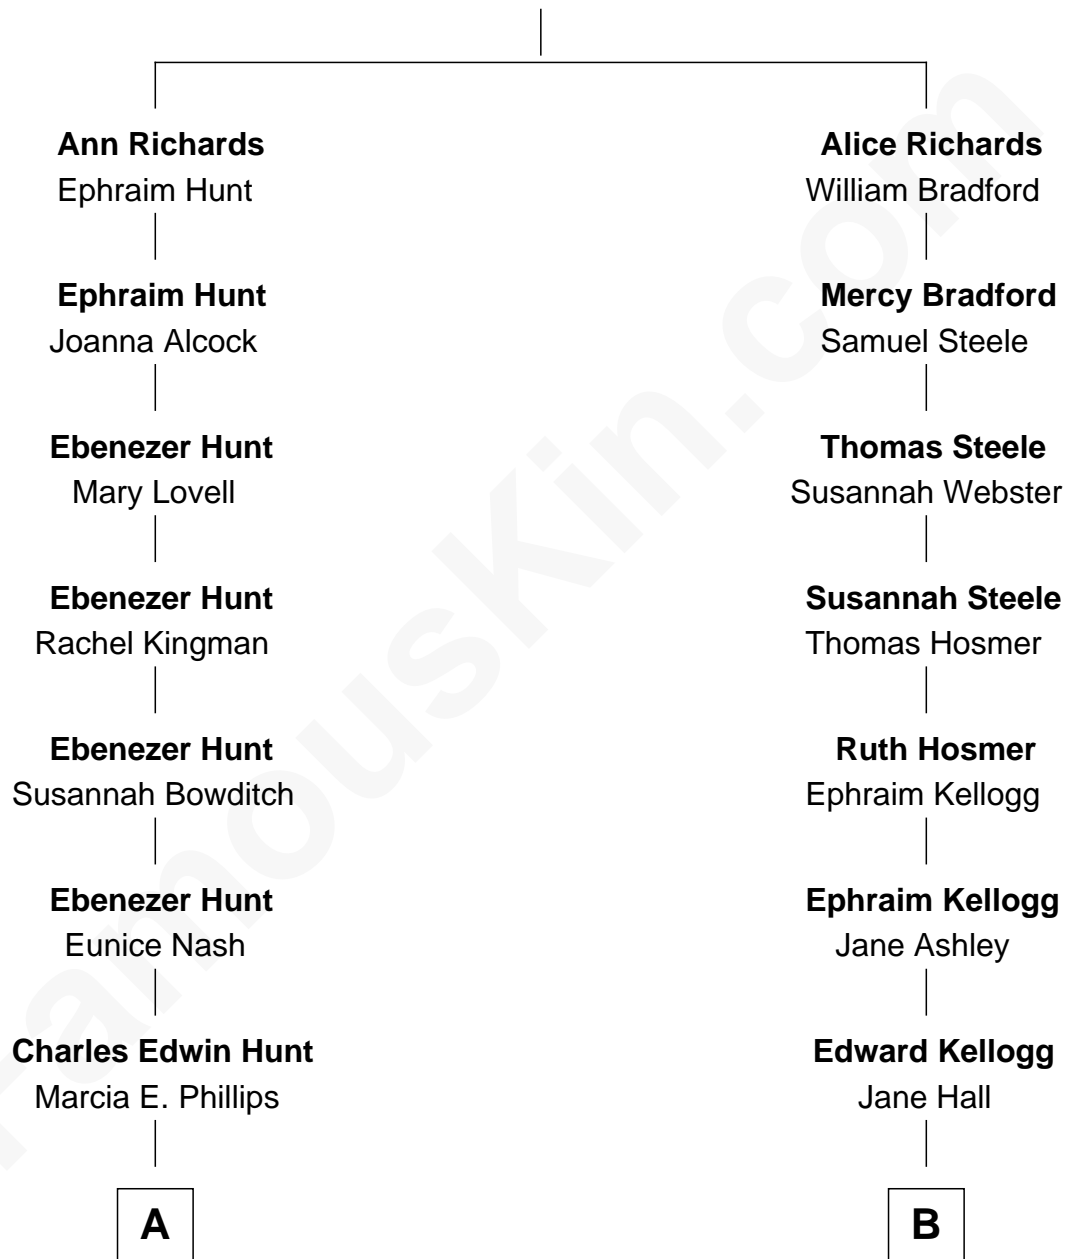 Ann Richards
Ephraim Hunt
Alice Richards
William Bradford
Ephraim Hunt
Joanna Alcock
Mercy Bradford
Samuel Steele
Ebenezer Hunt
Mary Lovell
Thomas Steele
Susannah Webster
Ebenezer Hunt
Rachel Kingman
Susannah Steele
Thomas Hosmer
Ebenezer Hunt
Susannah Bowditch
Ruth Hosmer
Ephraim Kellogg
Ebenezer Hunt
Eunice Nash
Ephraim Kellogg
Jane Ashley
Charles Edwin Hunt
Marcia E. Phillips
Edward Kellogg
Jane Hall
A
B
FamousKin.com